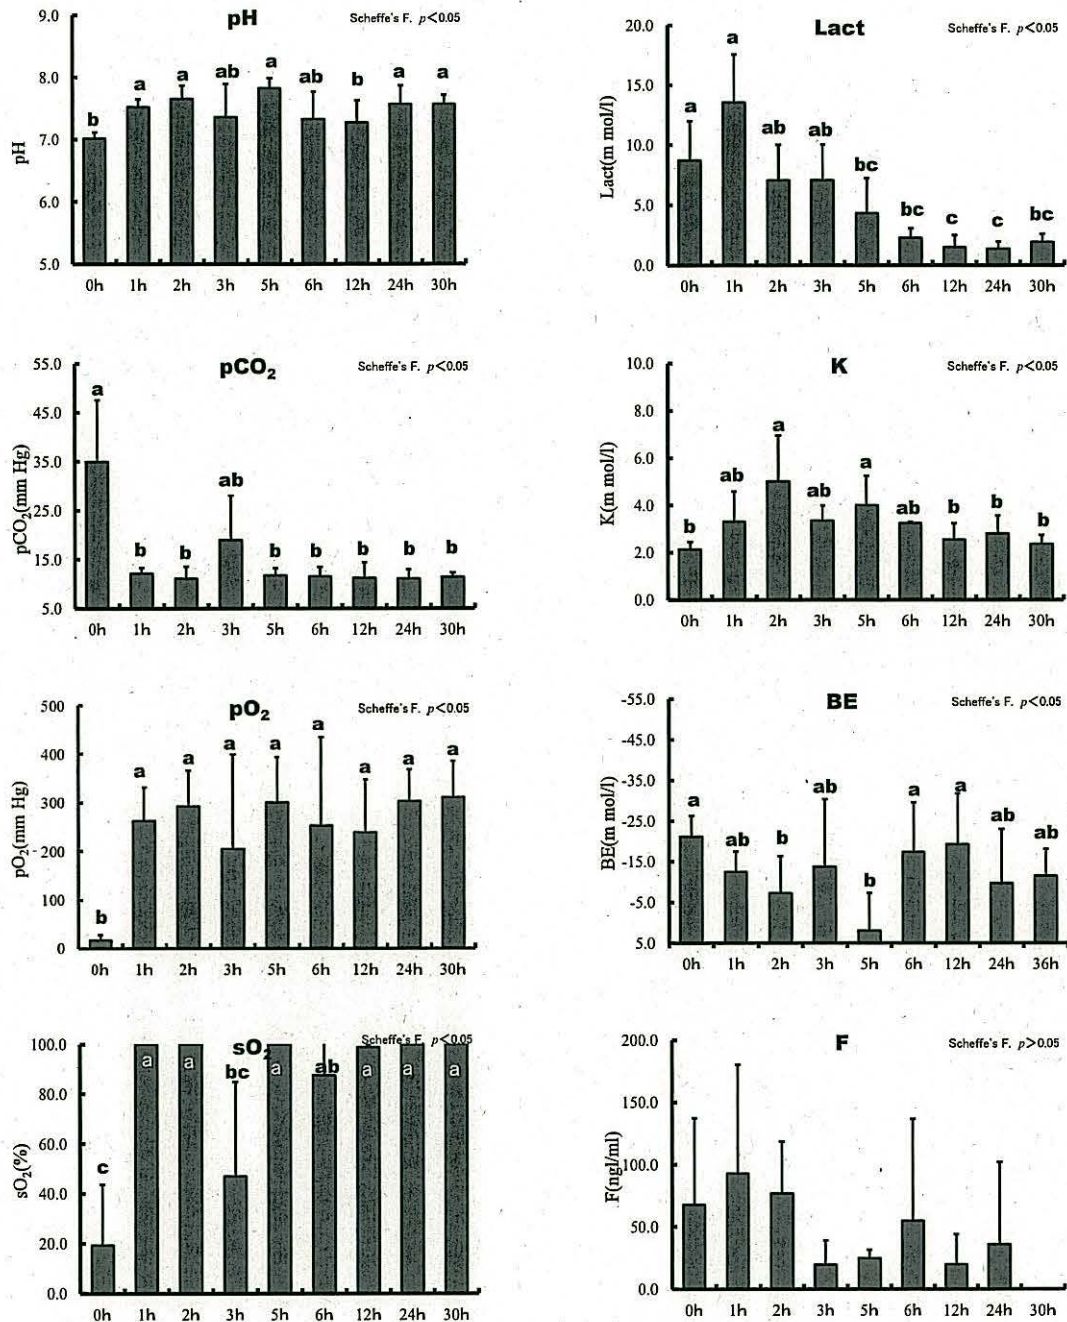 pH
Scheffe's F. p<0.05
9.0
8.0
7.0
6.0
5.0
pH
b a a ab a ab b a a
0h 1h 2h 3h 5h 6h 12h 24h 30h
Lact
Scheffe's F. p<0.05
20.0
15.0
10.0
5.0
0.0
Lact(m mol/l)
a a ab ab bc bc c c bc
0h 1h 2h 3h 5h 6h 12h 24h 30h
pCO₂
Scheffe's F. p<0.05
55.0
45.0
35.0
25.0
15.0
5.0
pCO₂(mm Hg)
a b b ab b b b b b
0h 1h 2h 3h 5h 6h 12h 24h 30h
K
Scheffe's F. p<0.05
10.0
8.0
6.0
4.0
2.0
0.0
K(m mol/l)
b ab a ab a ab b b b
0h 1h 2h 3h 5h 6h 12h 24h 30h
pO₂
Scheffe's F. p<0.05
500
400
300
200
100
0
pO₂(mm Hg)
b a a a a a a a a
0h 1h 2h 3h 5h 6h 12h 24h 30h
BE
Scheffe's F. p<0.05
-55.0
-45.0
-35.0
-25.0
-15.0
-5.0
5.0
BE(m mol/l)
a ab b ab b a a ab ab
0h 1h 2h 3h 5h 6h 12h 24h 36h
sO₂
Scheffe's F. p<0.05
100.0
80.0
60.0
40.0
20.0
0.0
sO₂(%)
c a a bc a ab a a a
0h 1h 2h 3h 5h 6h 12h 24h 30h
F
Scheffe's F. p>0.05
200.0
150.0
100.0
50.0
0.0
F(ngl/ml)
0h 1h 2h 3h 5h 6h 12h 24h 30h